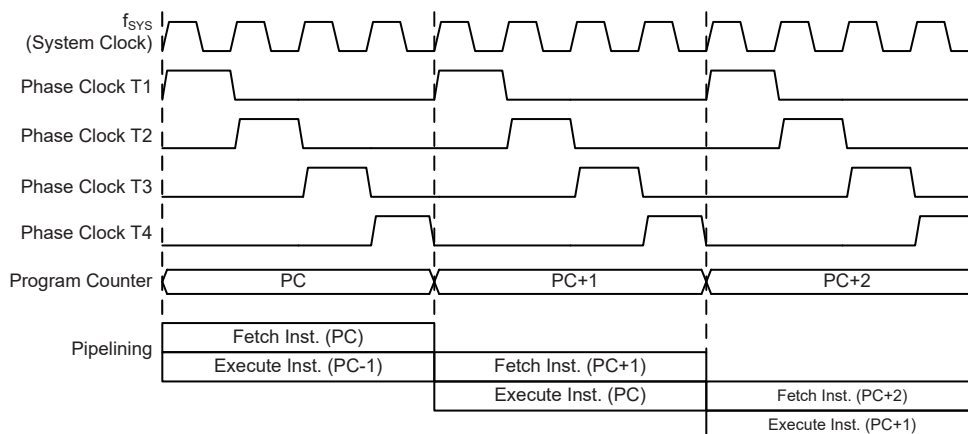 fSYS
(System Clock)
Phase Clock T1
Phase Clock T2
Phase Clock T3
Phase Clock T4
Program Counter
PC
PC+1
PC+2
Pipelining
Fetch Inst. (PC)
Execute Inst. (PC-1)
Fetch Inst. (PC+1)
Execute Inst. (PC)
Fetch Inst. (PC+2)
Execute Inst. (PC+1)